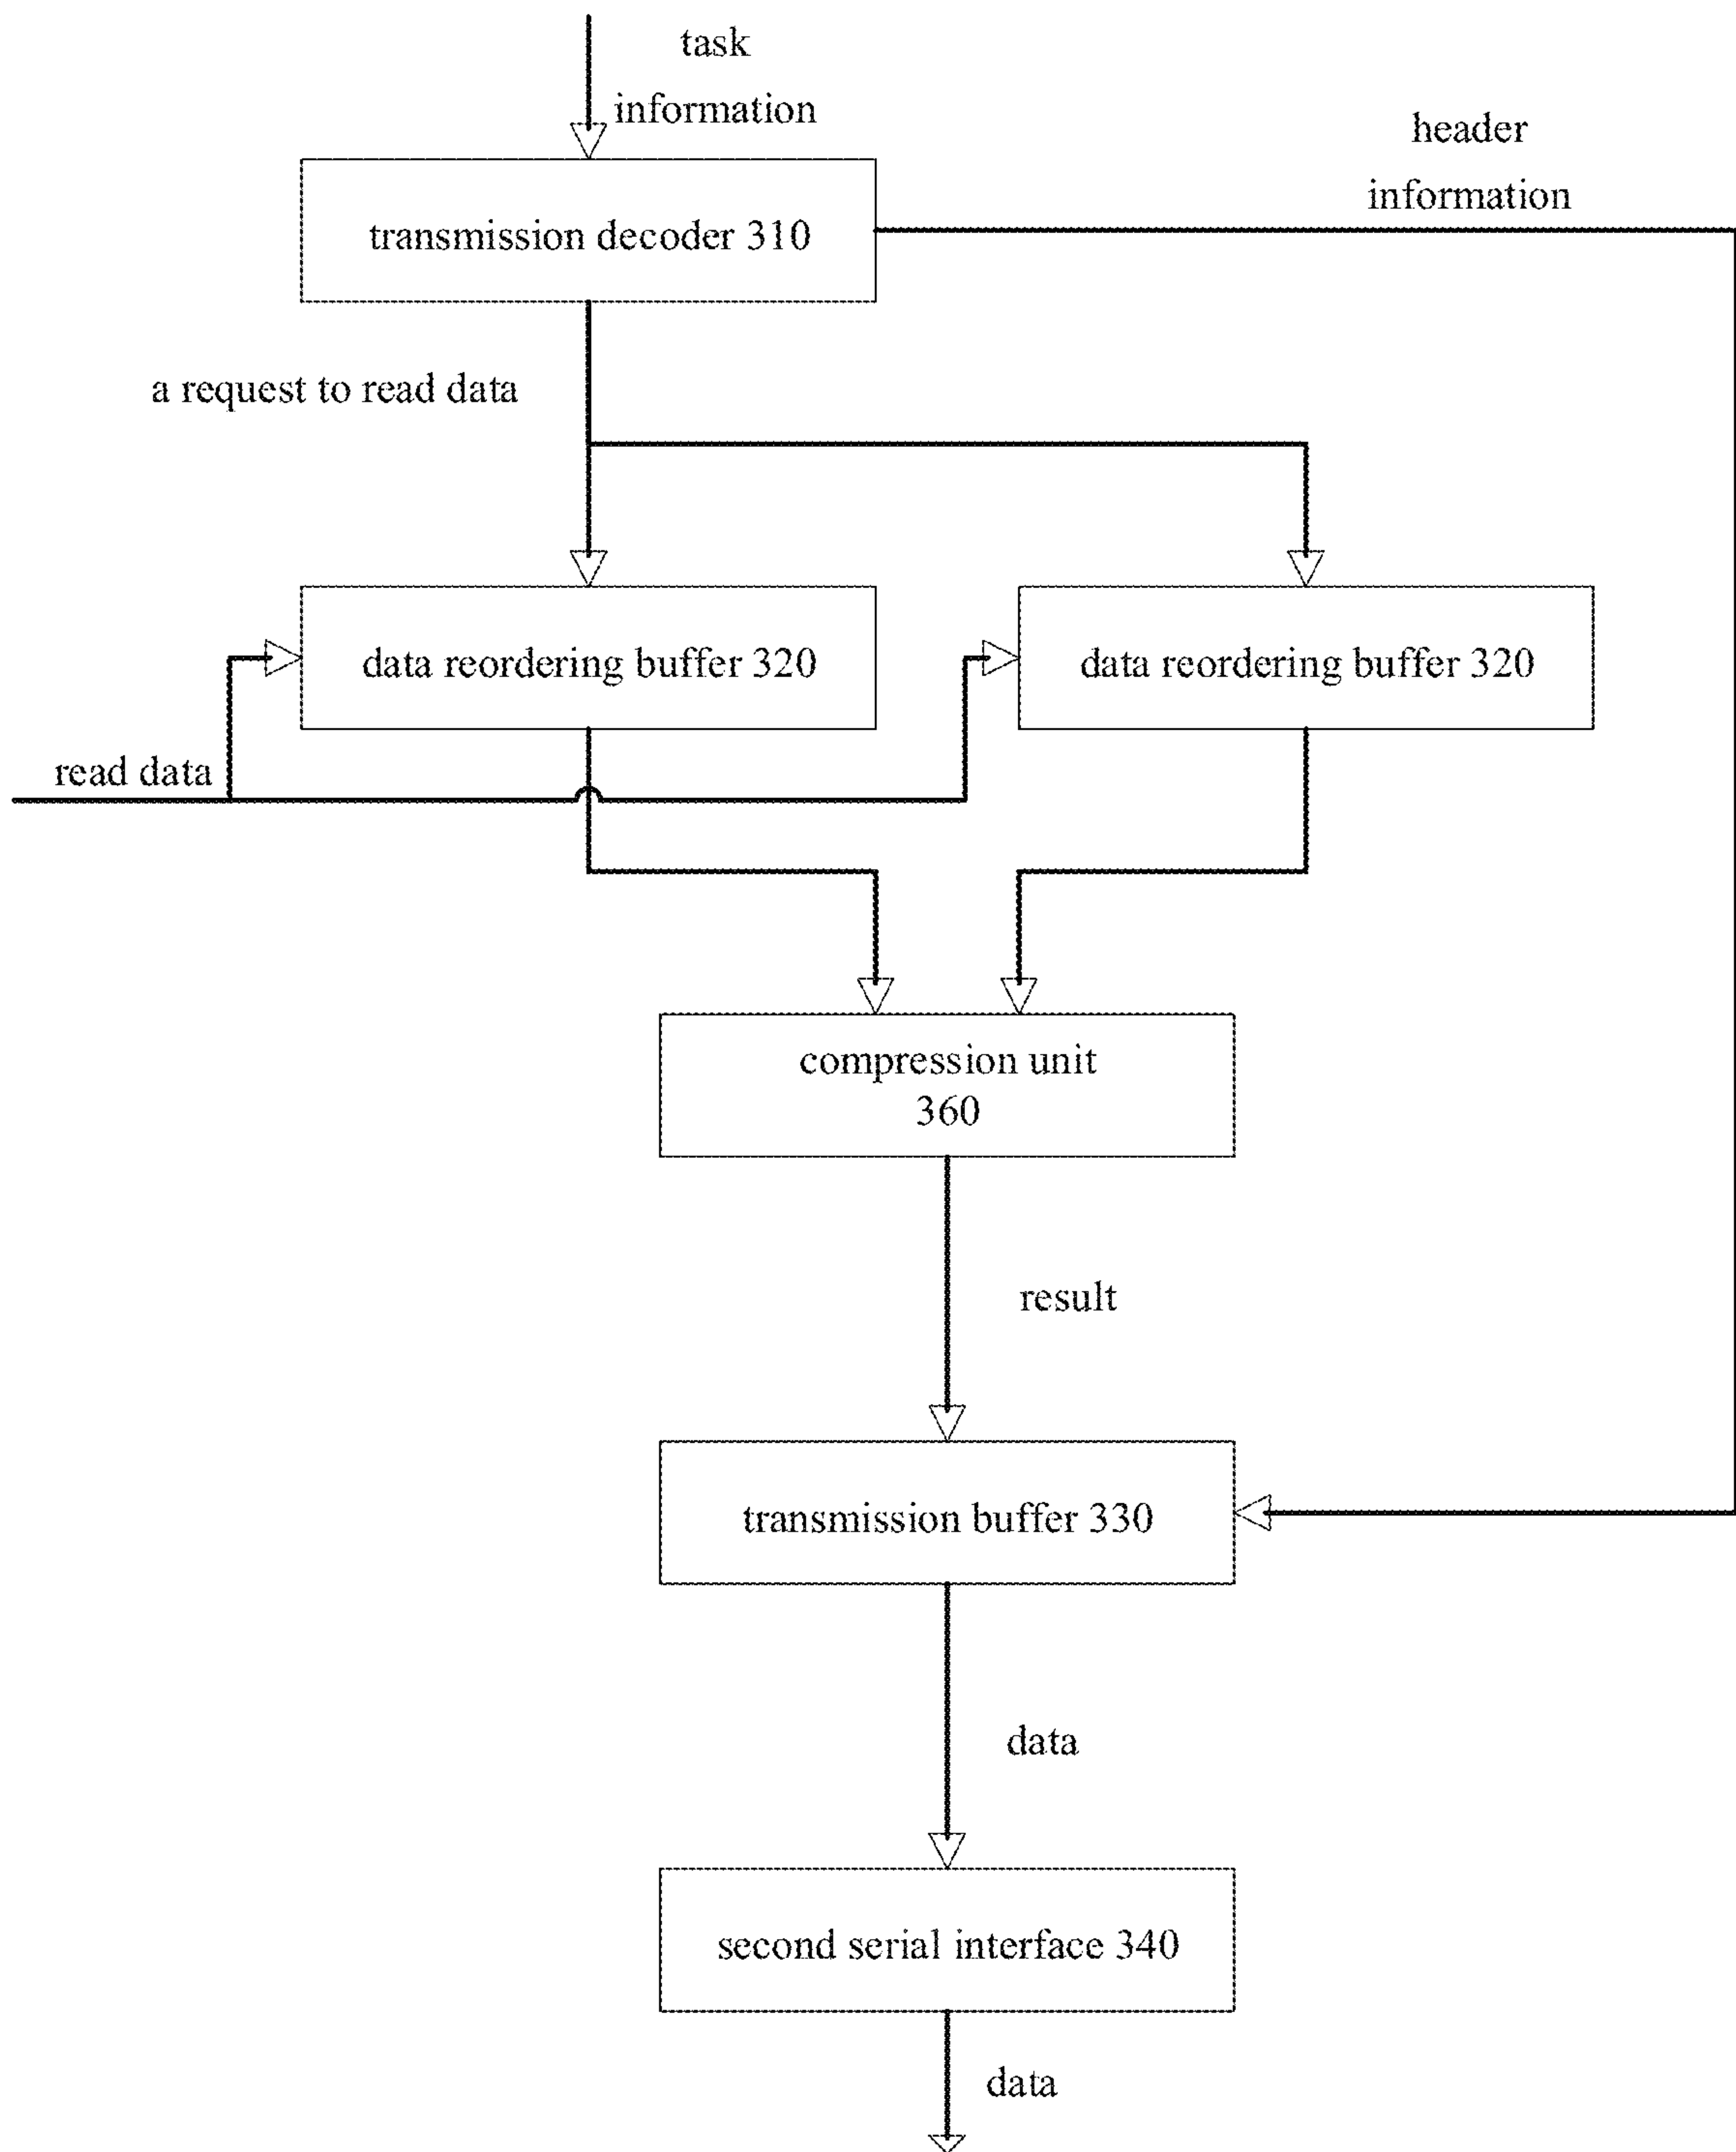 task
information
header
information
transmission decoder 310
a request to read data
data reordering buffer 320
data reordering buffer 320
read data
compression unit
360
result
transmission buffer 330
data
second serial interface 340
data